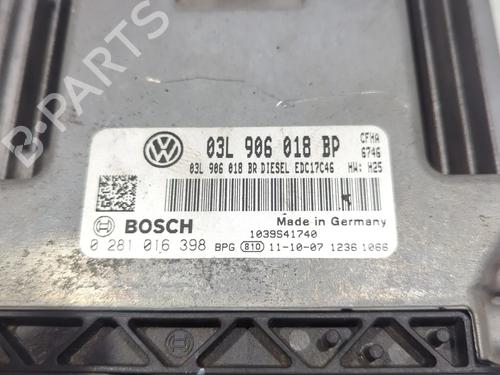 03L 906 018 BP CFHA
6746
03L 906 018 BR DIESEL EDC17C46 HW: H25
BOSCH Made in Germany
1039S41740
0 281 016 398 BPG 810 11-10-07 1236 1066